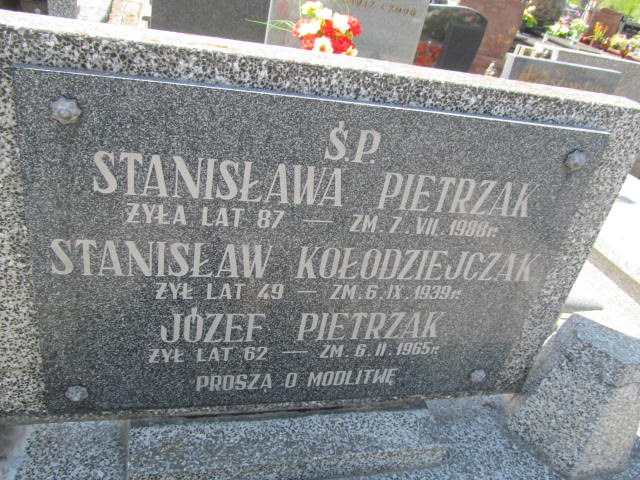 Ś.P.
STANISŁAWA PIETRZAK
ŻYŁA LAT 87 — ZM. 7. VII. 1988r.
STANISŁAW KOŁODZIEJCZAK
ŻYŁ LAT 49 — ZM. 6. IX. 1939r.
JÓZEF PIETRZAK
ŻYŁ LAT 62 — ZM. 6. II. 1965r.
PROSZĄ O MODLITWĘ